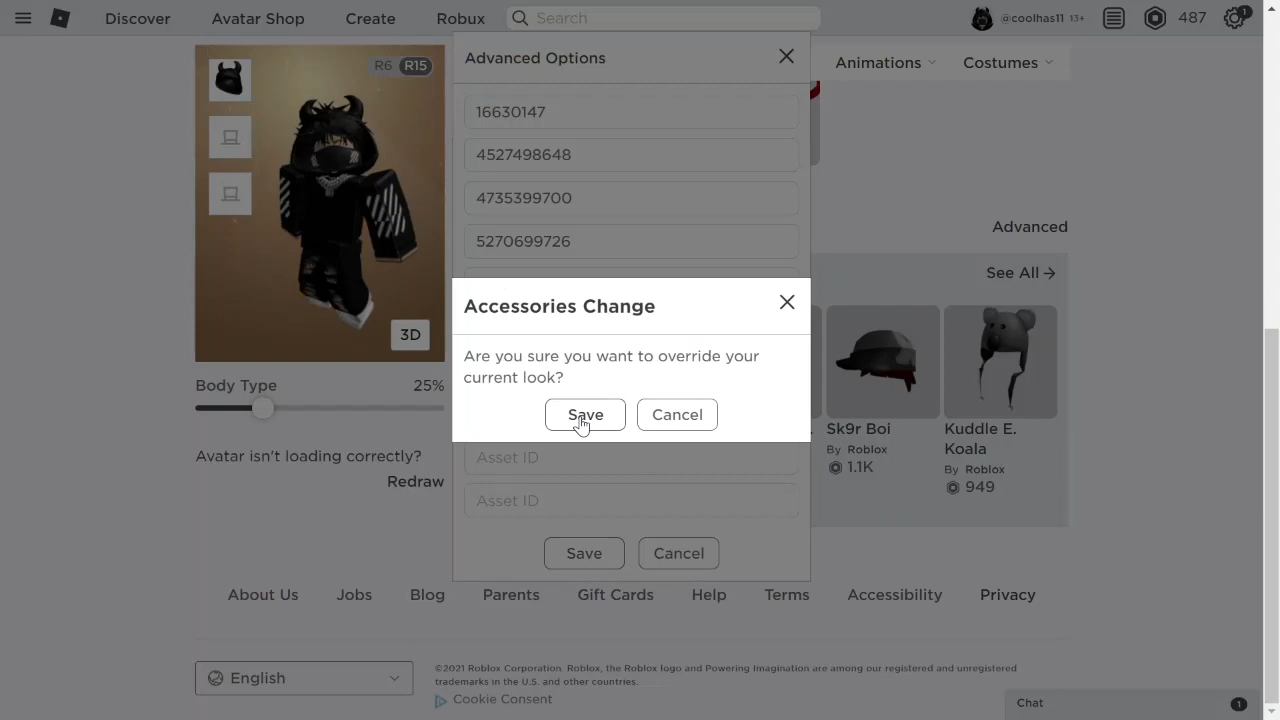 Discover
Avatar Shop
Create
Robux
Search
@coolhas11 13+
487
1
Advanced Options
R6 R15
Animations
Costumes
16630147
4527498648
4735399700
5270699726
Advanced
See All
3D
Accessories Change
Are you sure you want to override your
current look?
Save
Cancel
Body Type 25%
Avatar isn't loading correctly?
Redraw
Sk9r Boi
By Roblox
1.1K
Kuddle E.
Koala
By Roblox
949
Asset ID
Asset ID
Save
Cancel
About Us
Jobs
Blog
Parents
Gift Cards
Help
Terms
Accessibility
Privacy
English
©2021 Roblox Corporation. Roblox, the Roblox logo and Powering Imagination are among our registered and unregistered
trademarks in the U.S. and other countries.
Cookie Consent
Chat
1